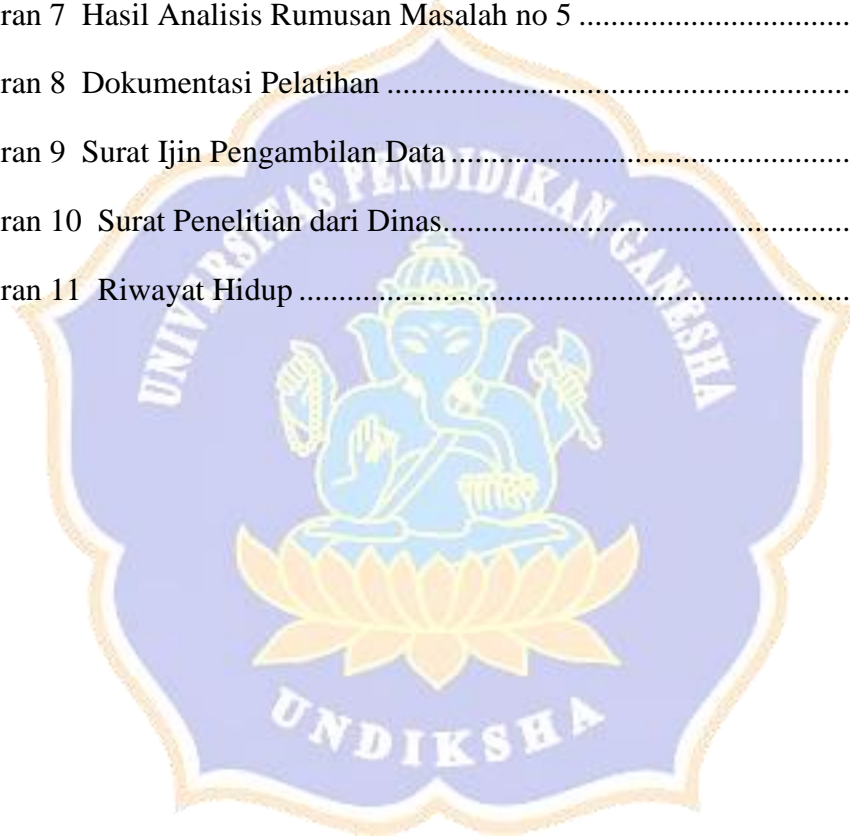 ran 7 Hasil Analisis Rumusan Masalah no 5 ..................................
ran 8 Dokumentasi Pelatihan ..........................................................
ran 9 Surat Ijin Pengambilan Data ..................................................
ran 10 Surat Penelitian dari Dinas...................................................
ran 11 Riwayat Hidup .....................................................................
UNIVERSITAS PENDIDIKAN GANESHA
UNDIKSHA